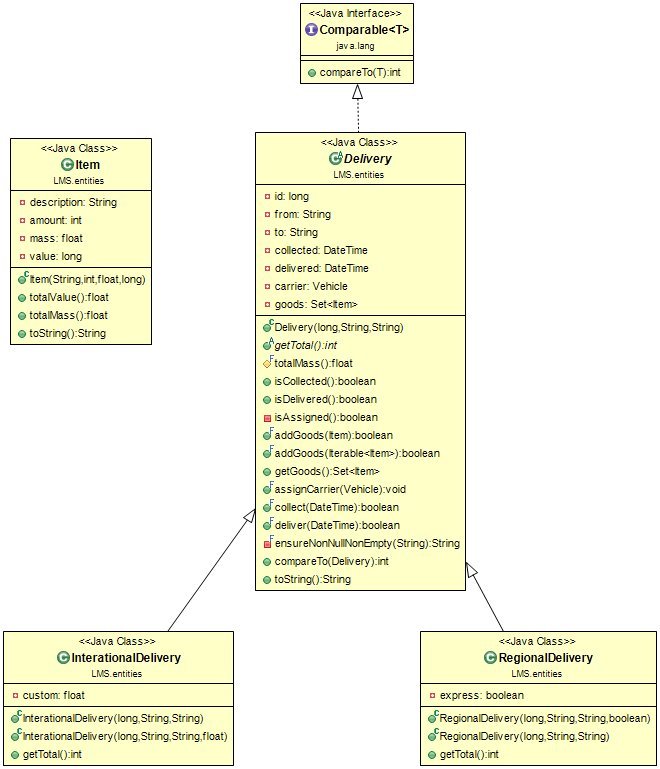 <<Java Interface>>
Comparable<T>
java.lang
compareTo(T):int
<<Java Class>>
Item
LMS.entities
description: String
amount: int
mass: float
value: long
Item(String,int,float,long)
totalValue():float
totalMass():float
toString():String
<<Java Class>>
Delivery
LMS.entities
id: long
from: String
to: String
collected: DateTime
delivered: DateTime
carrier: Vehicle
goods: Set<Item>
Delivery(long,String,String)
getTotal():int
totalMass():float
isCollected():boolean
isDelivered():boolean
isAssigned():boolean
addGoods(Item):boolean
addGoods(Iterable<Item>):boolean
getGoods():Set<Item>
assignCarrier(Vehicle):void
collect(DateTime):boolean
deliver(DateTime):boolean
ensureNonNullNonEmpty(String):String
compareTo(Delivery):int
toString():String
<<Java Class>>
InterationalDelivery
LMS.entities
custom: float
InterationalDelivery(long,String,String)
InterationalDelivery(long,String,String,float)
getTotal():int
<<Java Class>>
RegionalDelivery
LMS.entities
express: boolean
RegionalDelivery(long,String,String,boolean)
RegionalDelivery(long,String,String)
getTotal():int